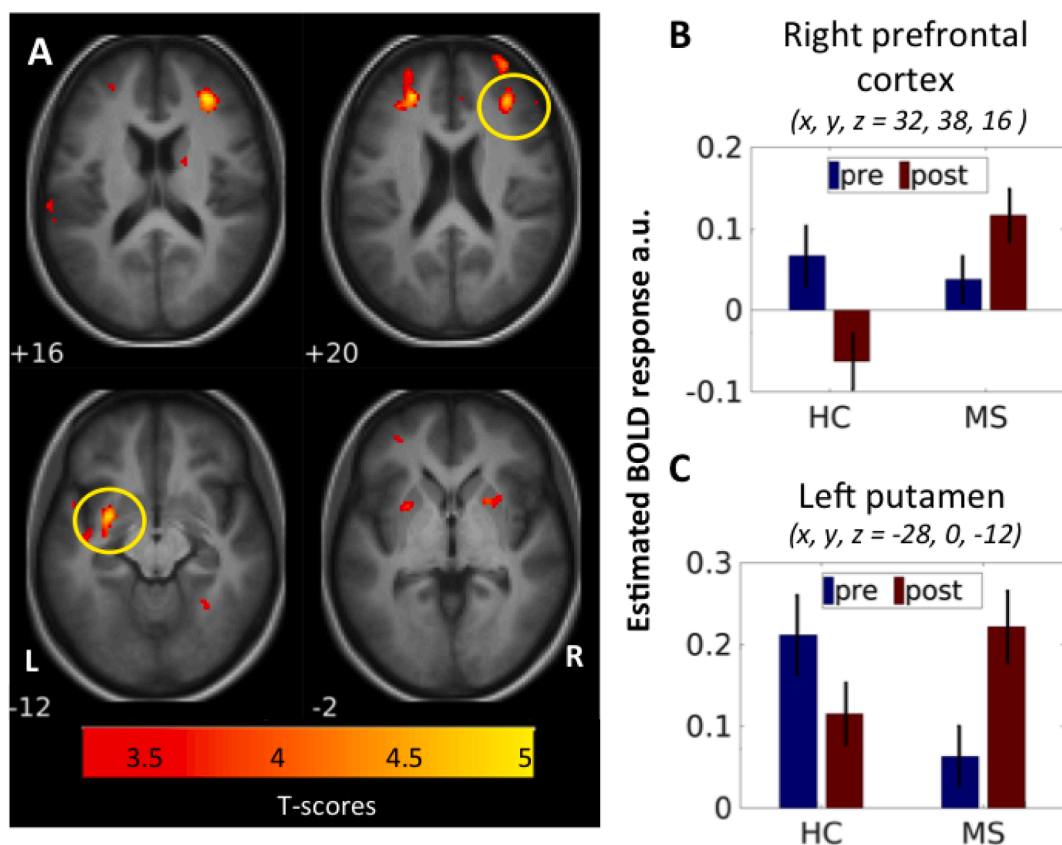 A
+16
+20
L
R
-12
-2
3.5 4 4.5 5
T-scores
Estimated BOLD response a.u.
B
Right prefrontal
cortex
(x, y, z = 32, 38, 16 )
0.2
pre post
0.1
0
-0.1
HC MS
C
Left putamen
(x, y, z = -28, 0, -12)
0.3
pre post
0.2
0.1
0
HC MS